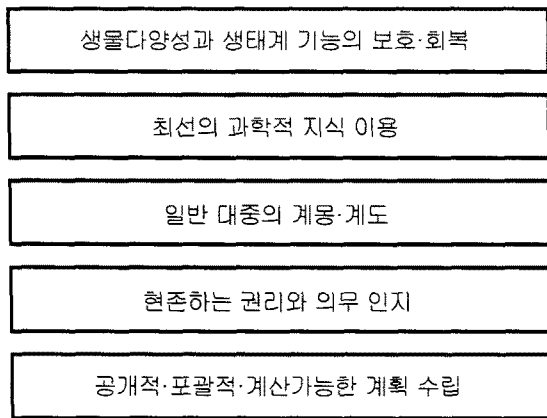 생물다양성과 생태계 기능의 보호·회복
최선의 과학적 지식 이용
일반 대중의 계몽·계도
현존하는 권리와 의무 인지
공개적·포괄적·계산가능한 계획 수립